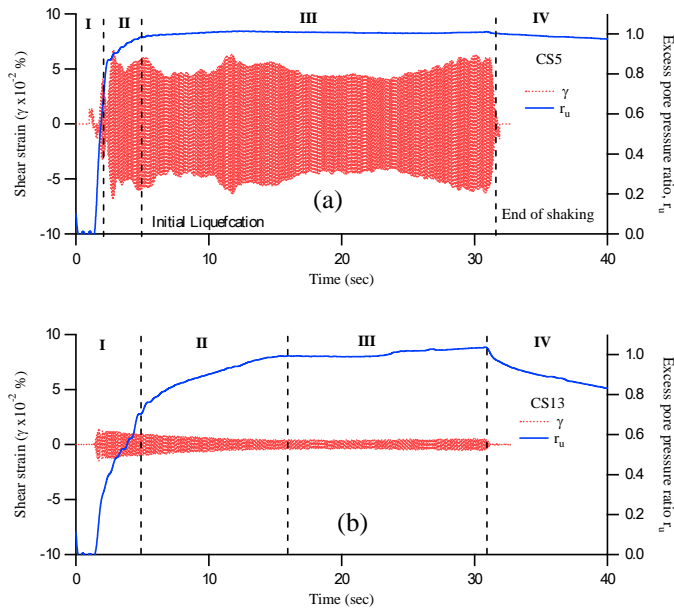 I II III IV
10
5
0
-5
-10
Shear strain (γ x10-2 %)
1.0
0.8
0.6
0.4
0.2
0.0
Excess pore pressure ratio, ru
CS5
γ
ru
(a)
Initial Liquefcation
End of shaking
0 10 20 30 40
Time (sec)
I II III IV
10
5
0
-5
-10
Shear strain (γ x10-2 %)
1.0
0.8
0.6
0.4
0.2
0.0
Excess pore pressure ratio ru
CS13
γ
ru
(b)
0 10 20 30 40
Time (sec)